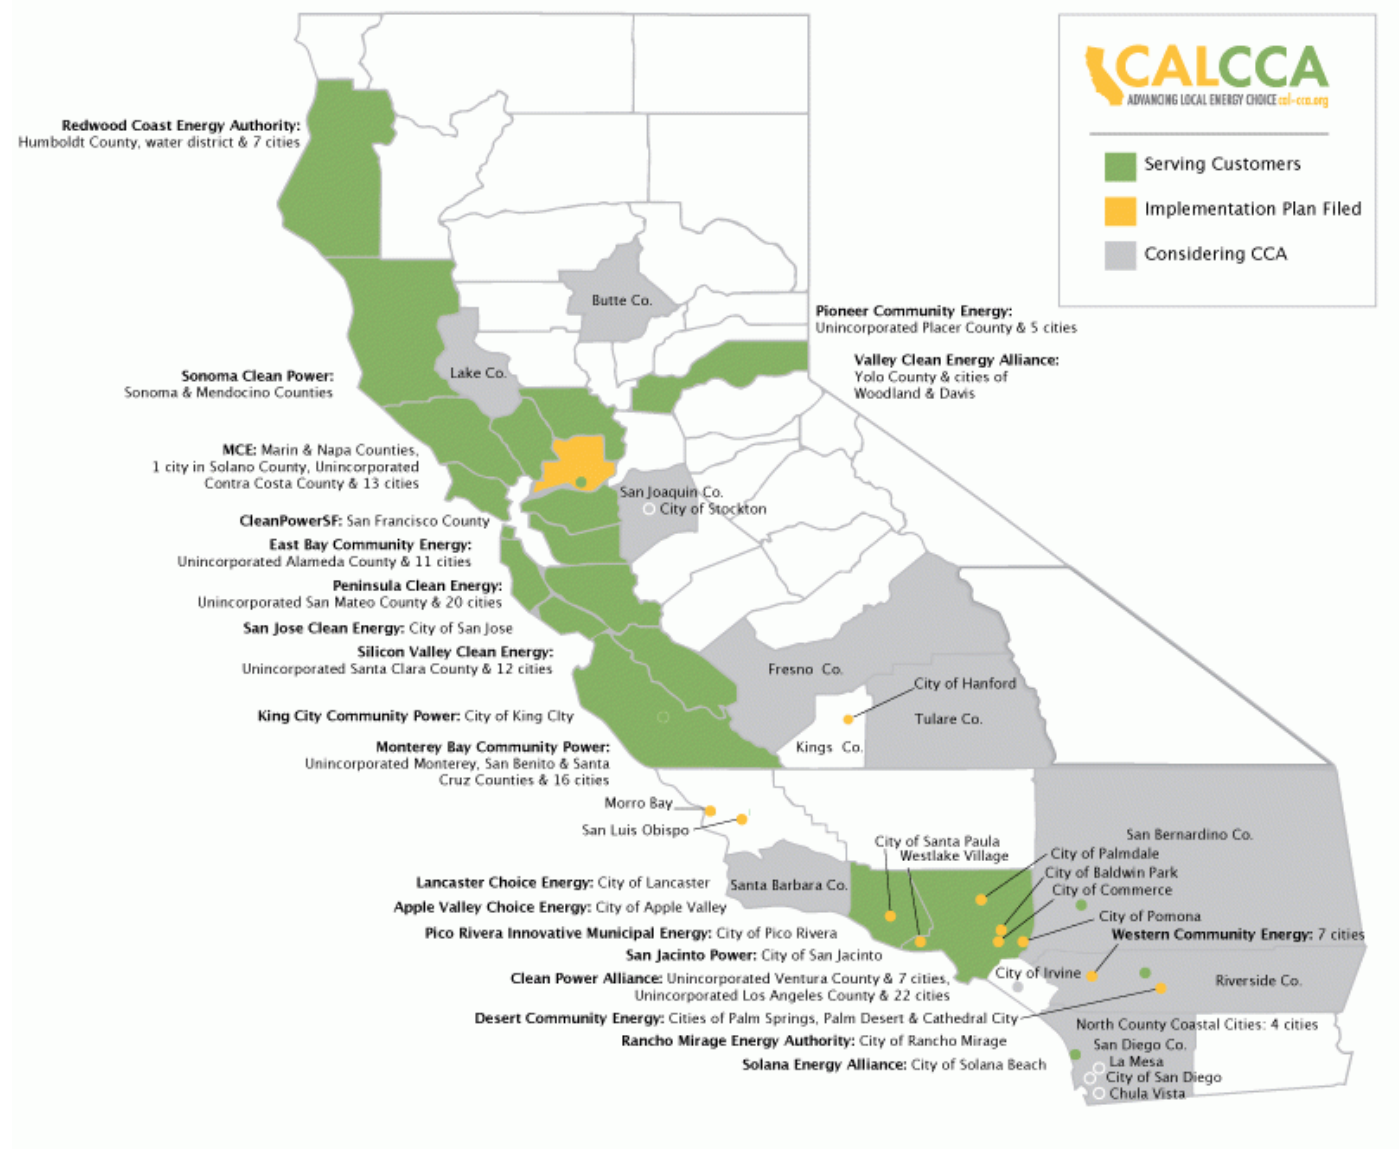 CALCCA
ADVANCING LOCAL ENERGY CHOICE cal-cca.org
Serving Customers
Implementation Plan Filed
Considering CCA
Redwood Coast Energy Authority:
Humboldt County, water district & 7 cities
Butte Co.
Pioneer Community Energy:
Unincorporated Placer County & 5 cities
Valley Clean Energy Alliance:
Yolo County & cities of
Woodland & Davis
Lake Co.
Sonoma Clean Power:
Sonoma & Mendocino Counties
MCE: Marin & Napa Counties,
1 city in Solano County, Unincorporated
Contra Costa County & 13 cities
San Joaquin Co.
City of Stockton
CleanPowerSF: San Francisco County
East Bay Community Energy:
Unincorporated Alameda County & 11 cities
Peninsula Clean Energy:
Unincorporated San Mateo County & 20 cities
San Jose Clean Energy: City of San Jose
Silicon Valley Clean Energy:
Unincorporated Santa Clara County & 12 cities
Fresno Co.
City of Hanford
Tulare Co.
Kings Co.
King City Community Power: City of King CIty
Monterey Bay Community Power:
Unincorporated Monterey, San Benito & Santa
Cruz Counties & 16 cities
Morro Bay
San Luis Obispo
City of Santa Paula
Westlake Village
San Bernardino Co.
City of Palmdale
City of Baldwin Park
City of Commerce
City of Pomona
Western Community Energy: 7 cities
Santa Barbara Co.
Lancaster Choice Energy: City of Lancaster
Apple Valley Choice Energy: City of Apple Valley
Pico Rivera Innovative Municipal Energy: City of Pico Rivera
San Jacinto Power: City of San Jacinto
Clean Power Alliance: Unincorporated Ventura County & 7 cities,
Unincorporated Los Angeles County & 22 cities
City of Irvine
Riverside Co.
Desert Community Energy: Cities of Palm Springs, Palm Desert & Cathedral City
Rancho Mirage Energy Authority: City of Rancho Mirage
Solana Energy Alliance: City of Solana Beach
North County Coastal Cities: 4 cities
San Diego Co.
La Mesa
City of San Diego
Chula Vista